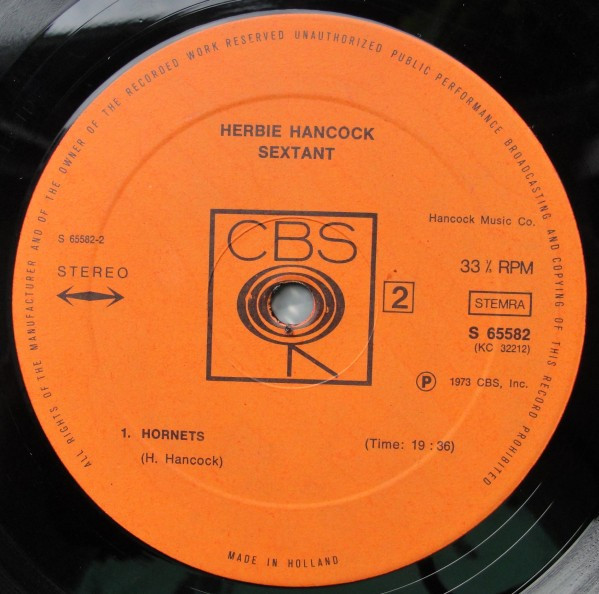 ALL RIGHTS OF THE MANUFACTURER AND OF THE OWNER OF THE RECORDED WORK RESERVED UNAUTHORIZED PUBLIC PERFORMANCE BROADCASTING AND COPYING OF THIS RECORD PROHIBITED
HERBIE HANCOCK
SEXTANT
S 65582-2
STEREO
CBS
2
Hancock Music Co.
33 ⅓ RPM
STEMRA
S 65582
(KC 32212)
Ⓟ 1973 CBS, Inc.
1. HORNETS (Time: 19 : 36)
(H. Hancock)
MADE IN HOLLAND